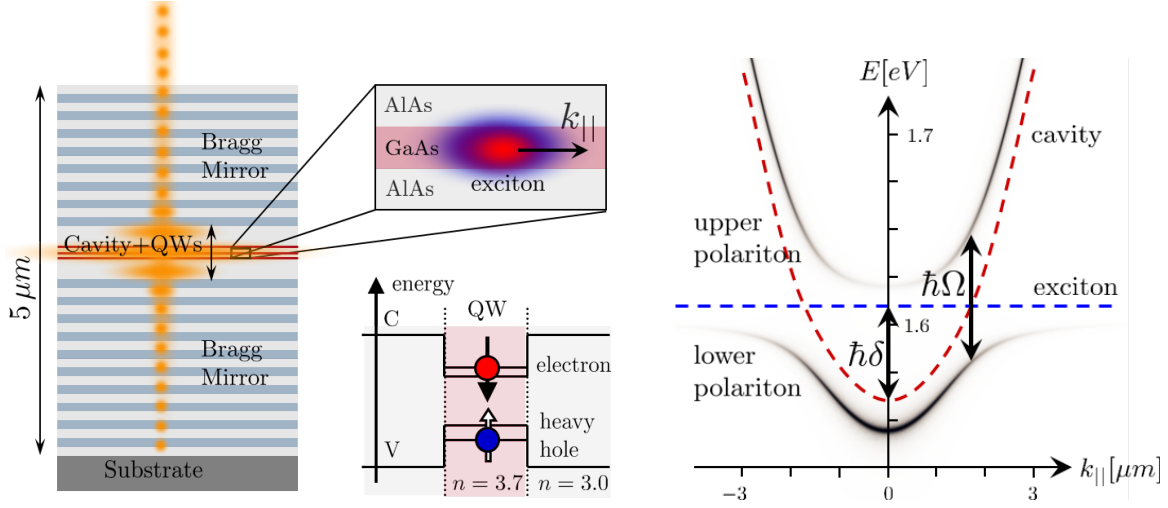 5 μm
Bragg
Mirror
Cavity+QWs
Bragg
Mirror
Substrate
AlAs
GaAs
AlAs
k||
exciton
energy
QW
C
electron
V
heavy
hole
n = 3.7
n = 3.0
E[eV]
1.7
cavity
upper
polariton
ħΩ
exciton
1.6
lower
polariton
ħδ
k||[μm]
−3
0
3